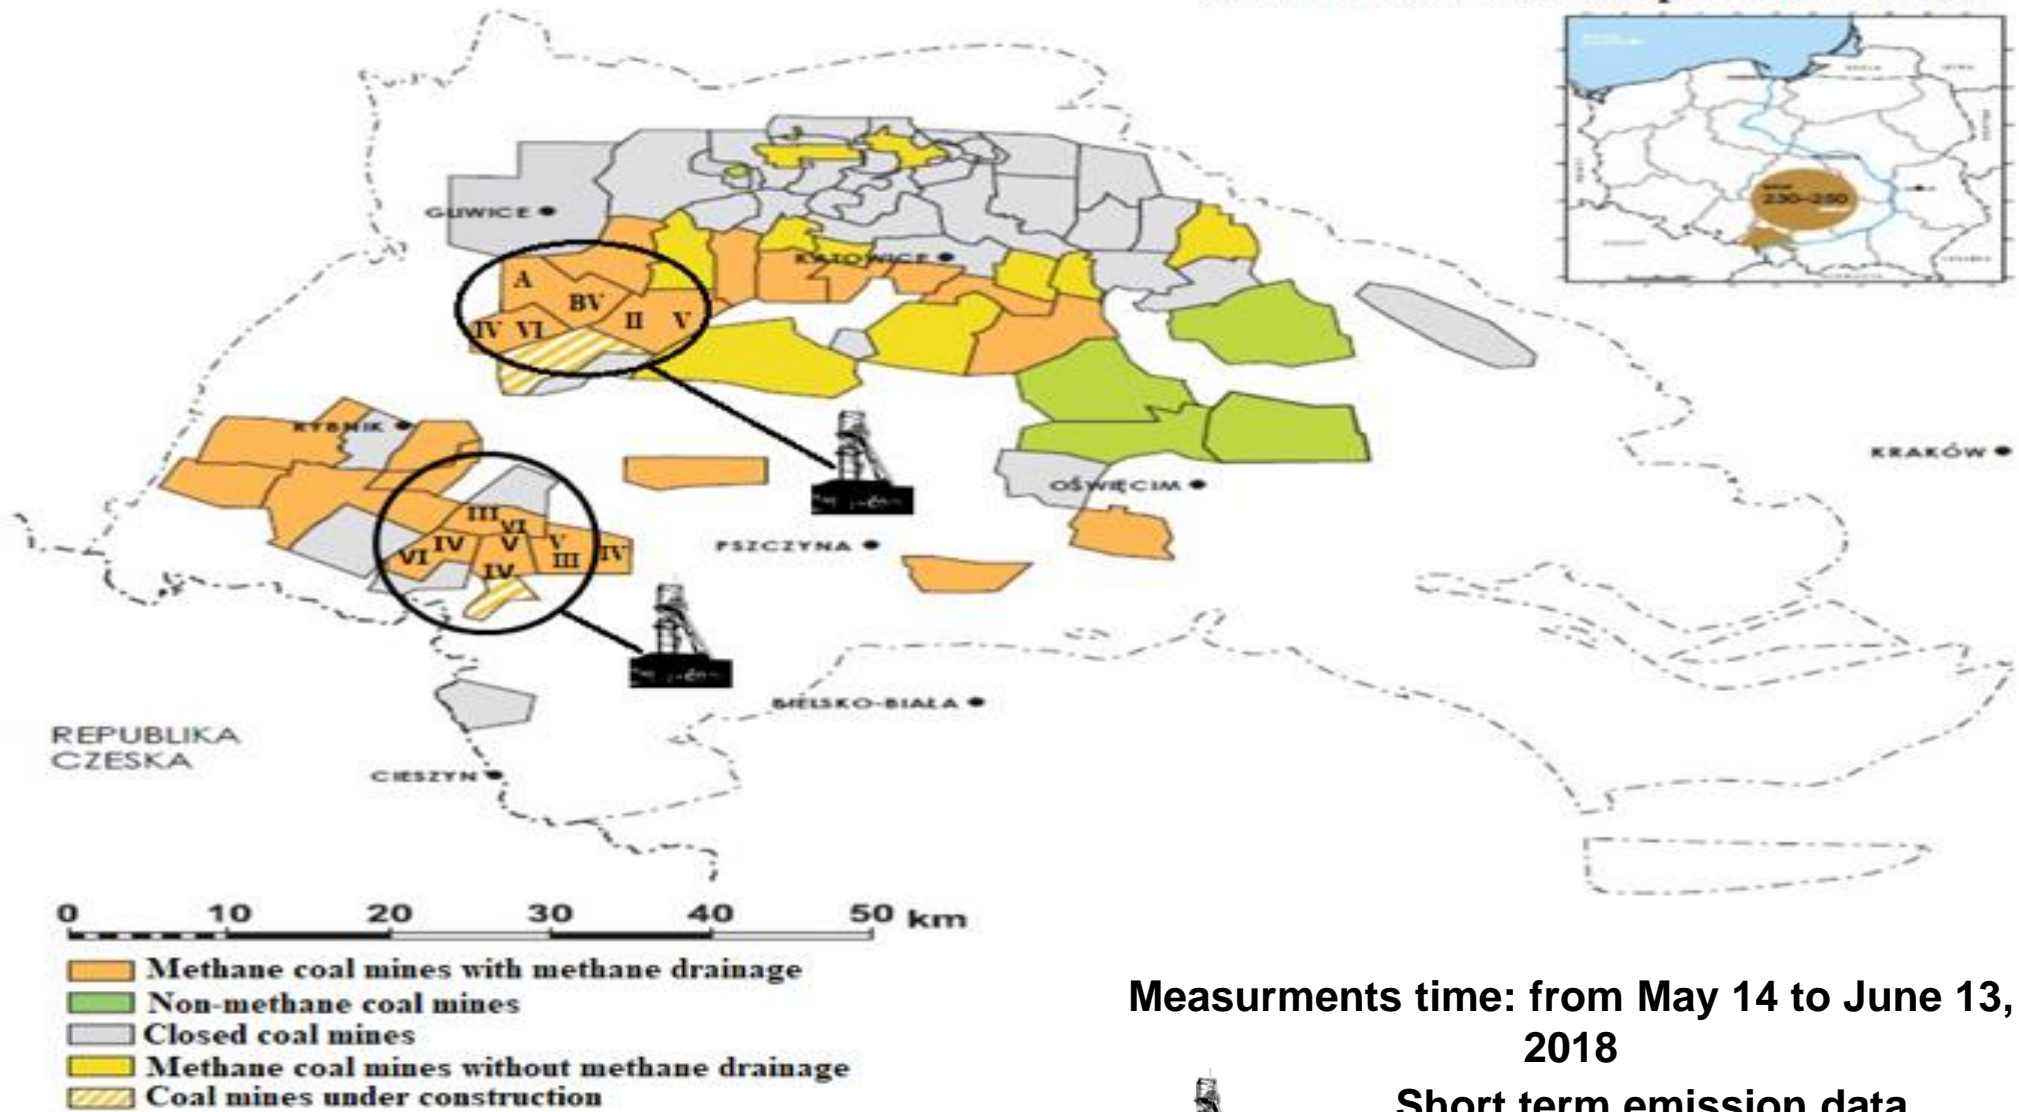 230-250
GLIWICE
KATOWICE
A
BV
IV VI
II V
RYBNIK
KRAKÓW
OŚWIĘCIM
III
VI
IV
V
V
VI
III
IV
IV
PSZCZYNA
BIELSKO-BIAŁA
REPUBLIKA
CZESKA
CIESZYN
0 10 20 30 40 50 km
Methane coal mines with methane drainage
Non-methane coal mines
Closed coal mines
Methane coal mines without methane drainage
Coal mines under construction
Measurments time: from May 14 to June 13,
2018
Short term emission data